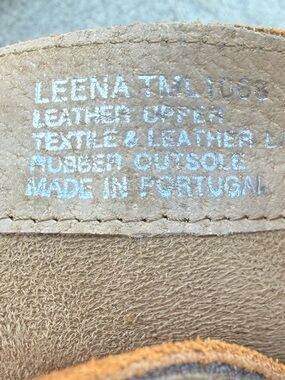 LEENA TML1068
LEATHER UPPER
TEXTILE & LEATHER
RUBBER OUTSOLE
MADE IN PORTUGAL